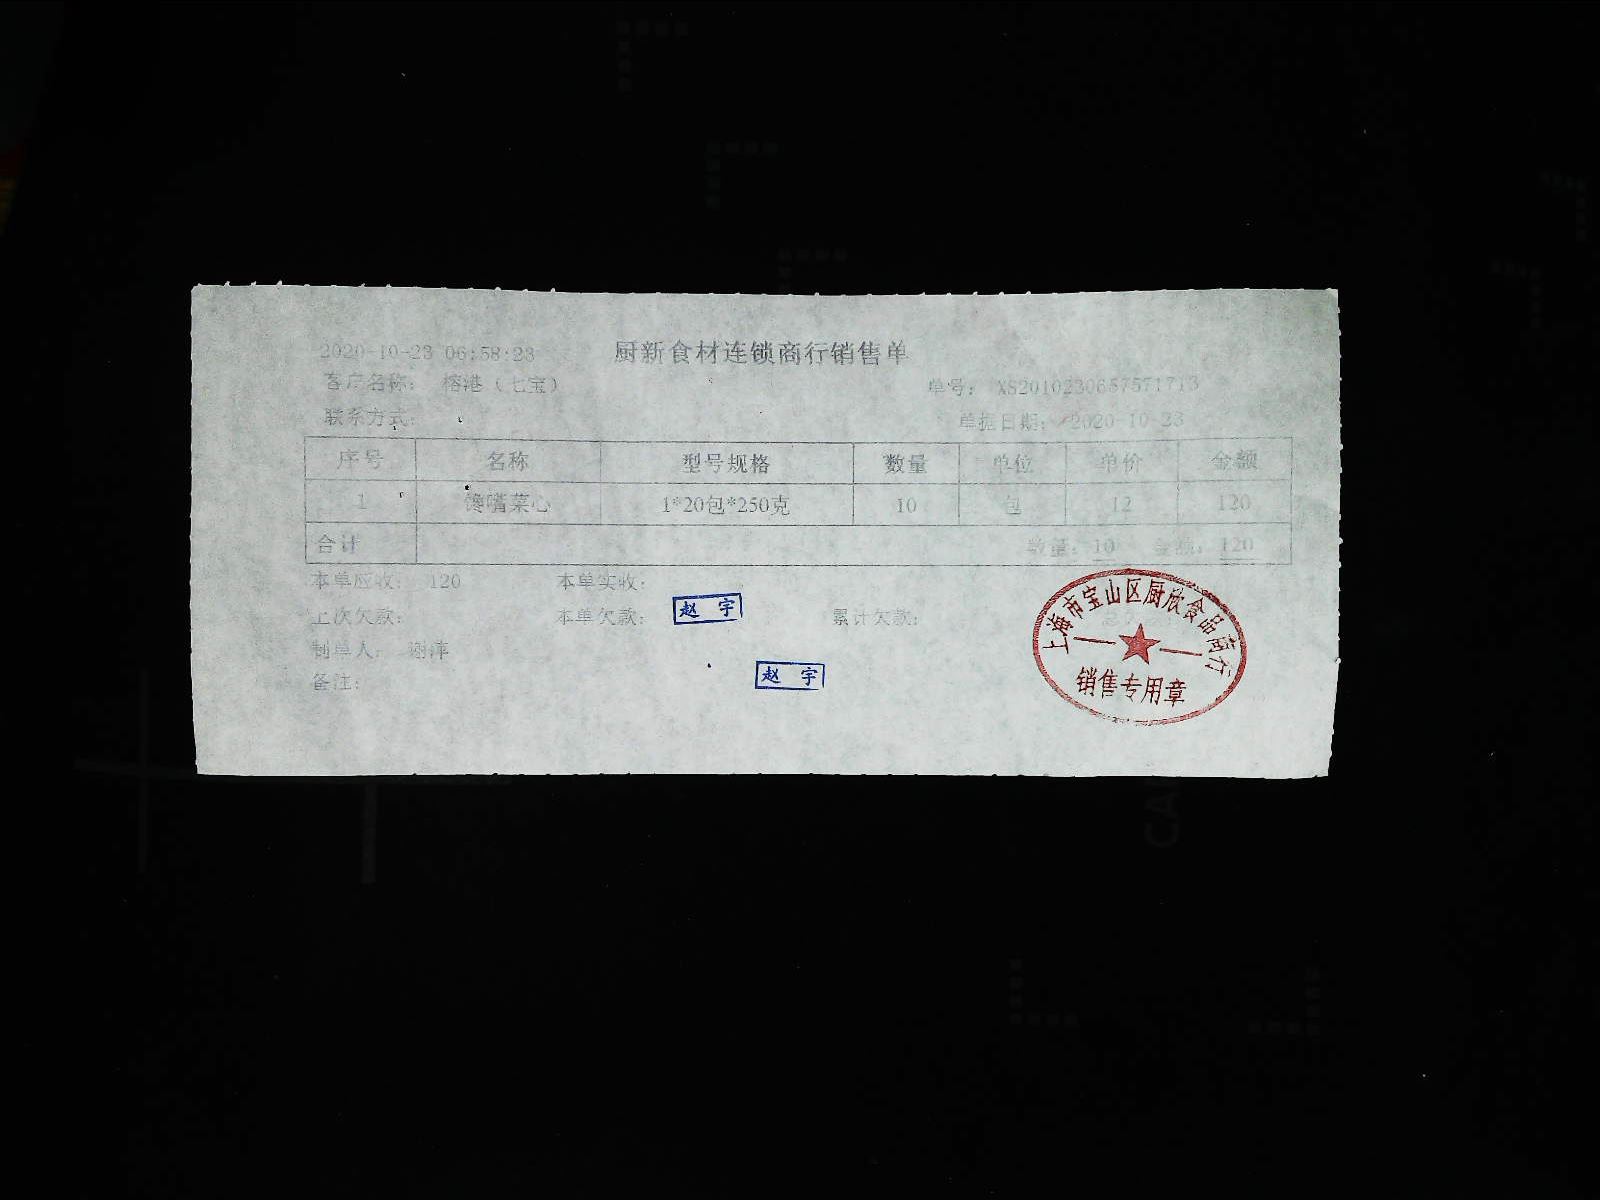 2020-10-23 06:58:23 厨新食材连锁商行销售单
客户名称： 榕港（七宝） 单号： XS2010230657571713
联系方式： 单据日期： 2020-10-23
序号 名称 型号规格 数量 单位 单价 金额
1 馋嘴菜心 1*20包*250克 10 包 12 120
合计 数量：10 金额：120
本单应收： 120 本单实收：
上次欠款： 本单欠款： 累计欠款：
赵 宇
制单人： 谢萍
备注：
赵 宇
上海市宝山区厨欣食品商行
销售专用章